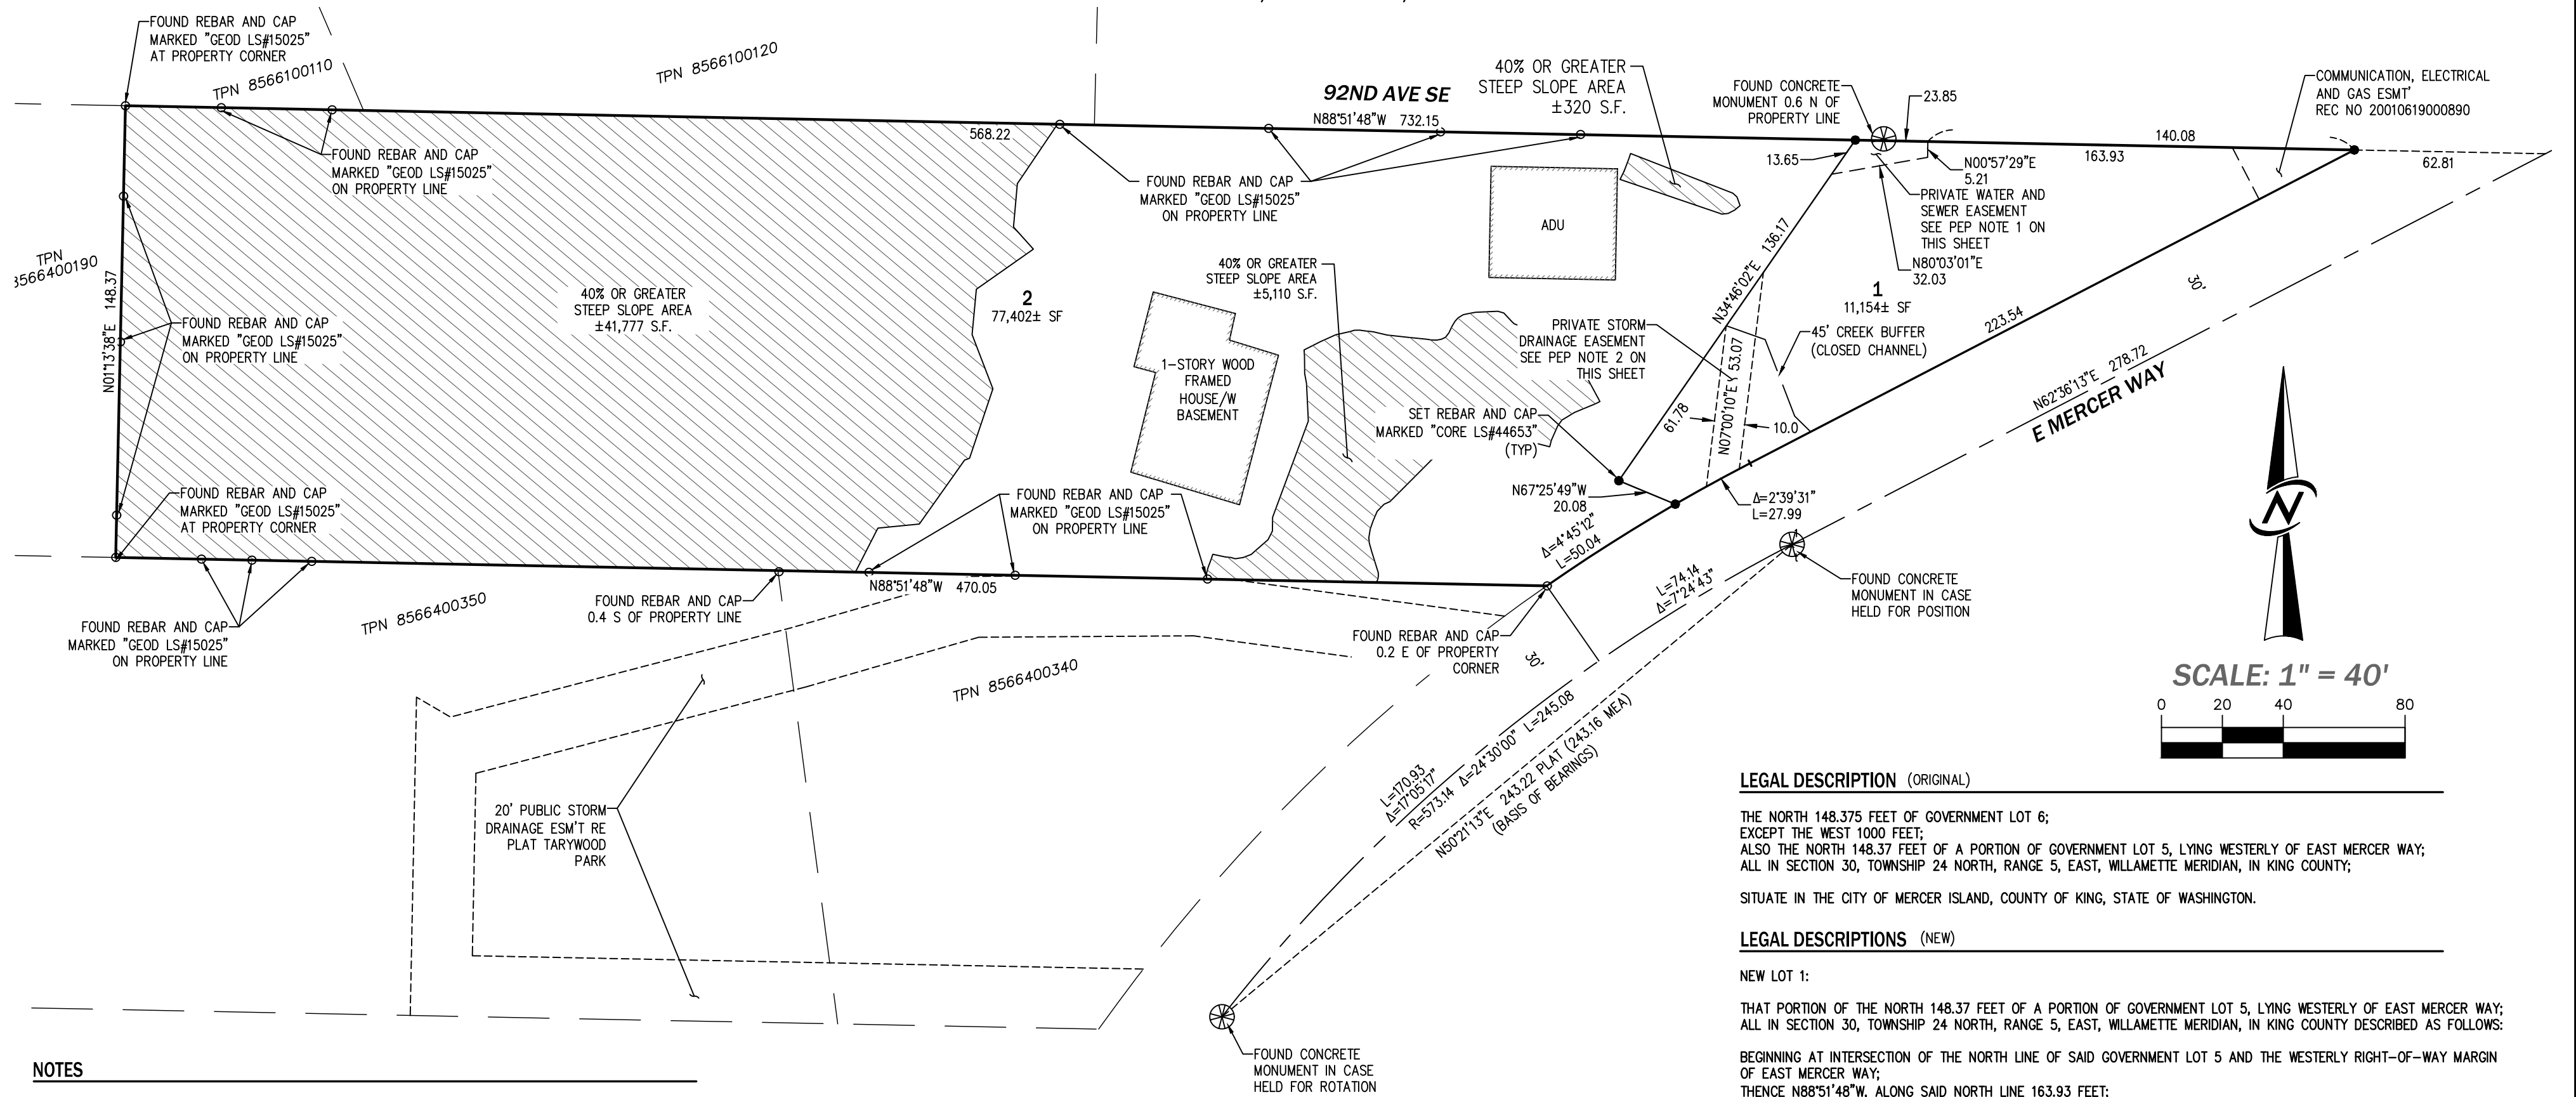 FOUND REBAR AND CAP
MARKED "GEOD LS#15025"
AT PROPERTY CORNER
TPN 8566100110
TPN 8566100120
92ND AVE SE
N88°51'48"W 732.15
568.22
40% OR GREATER
STEEP SLOPE AREA
±320 S.F.
FOUND CONCRETE
MONUMENT 0.6 N OF
PROPERTY LINE
23.85
COMMUNICATION, ELECTRICAL
AND GAS ESMT'
REC NO 20010619000890
140.08
163.93
62.81
FOUND REBAR AND CAP
MARKED "GEOD LS#15025"
ON PROPERTY LINE
FOUND REBAR AND CAP
MARKED "GEOD LS#15025"
ON PROPERTY LINE
13.65
N00°57'29"E
5.21
PRIVATE WATER AND
SEWER EASEMENT
SEE PEP NOTE 1 ON
THIS SHEET
N80°03'01"E
32.03
ADU
TPN
8566400190
N01°13'38"E 148.37
40% OR GREATER
STEEP SLOPE AREA
±41,777 S.F.
2
77,402± SF
40% OR GREATER
STEEP SLOPE AREA
±5,110 S.F.
N34°46'02"E 136.17
1
11,154± SF
30'
FOUND REBAR AND CAP
MARKED "GEOD LS#15025"
ON PROPERTY LINE
1-STORY WOOD
FRAMED
HOUSE/W
BASEMENT
PRIVATE STORM
DRAINAGE EASEMENT
SEE PEP NOTE 2 ON
THIS SHEET
45' CREEK BUFFER
(CLOSED CHANNEL)
223.54
N62°36'13"E 278.72
E MERCER WAY
SET REBAR AND CAP
MARKED "CORE LS#44653"
(TYP)
61.78
N07°00'10"E 53.07
10.0
FOUND REBAR AND CAP
MARKED "GEOD LS#15025"
AT PROPERTY CORNER
FOUND REBAR AND CAP
MARKED "GEOD LS#15025"
ON PROPERTY LINE
N67°25'49"W
20.08
Δ=2°39'31"
L=27.99
Δ=4°45'12"
L=50.04
N
N88°51'48"W 470.05
FOUND REBAR AND CAP
0.4 S OF PROPERTY LINE
TPN 8566400350
FOUND REBAR AND CAP
MARKED "GEOD LS#15025"
ON PROPERTY LINE
L=74.14
Δ=7°24'43"
FOUND CONCRETE
MONUMENT IN CASE
HELD FOR POSITION
FOUND REBAR AND CAP
0.2 E OF PROPERTY
CORNER
30'
TPN 8566400340
SCALE: 1" = 40'
0 20 40 80
L=170.93
Δ=17°05'17"
R=573.14 Δ=24°30'00" L=245.08
N50°21'13"E 243.22 PLAT (243.16 MEA)
(BASIS OF BEARINGS)
20' PUBLIC STORM
DRAINAGE ESM'T RE
PLAT TARYWOOD
PARK
FOUND CONCRETE
MONUMENT IN CASE
HELD FOR ROTATION
NOTES
LEGAL DESCRIPTION (ORIGINAL)
THE NORTH 148.375 FEET OF GOVERNMENT LOT 6;
EXCEPT THE WEST 1000 FEET;
ALSO THE NORTH 148.37 FEET OF A PORTION OF GOVERNMENT LOT 5, LYING WESTERLY OF EAST MERCER WAY;
ALL IN SECTION 30, TOWNSHIP 24 NORTH, RANGE 5, EAST, WILLAMETTE MERIDIAN, IN KING COUNTY;
SITUATE IN THE CITY OF MERCER ISLAND, COUNTY OF KING, STATE OF WASHINGTON.
LEGAL DESCRIPTIONS (NEW)
NEW LOT 1:
THAT PORTION OF THE NORTH 148.37 FEET OF A PORTION OF GOVERNMENT LOT 5, LYING WESTERLY OF EAST MERCER WAY;
ALL IN SECTION 30, TOWNSHIP 24 NORTH, RANGE 5, EAST, WILLAMETTE MERIDIAN, IN KING COUNTY DESCRIBED AS FOLLOWS:
BEGINNING AT INTERSECTION OF THE NORTH LINE OF SAID GOVERNMENT LOT 5 AND THE WESTERLY RIGHT-OF-WAY MARGIN
OF EAST MERCER WAY;
THENCE N88°51'48"W, ALONG SAID NORTH LINE 163.93 FEET;